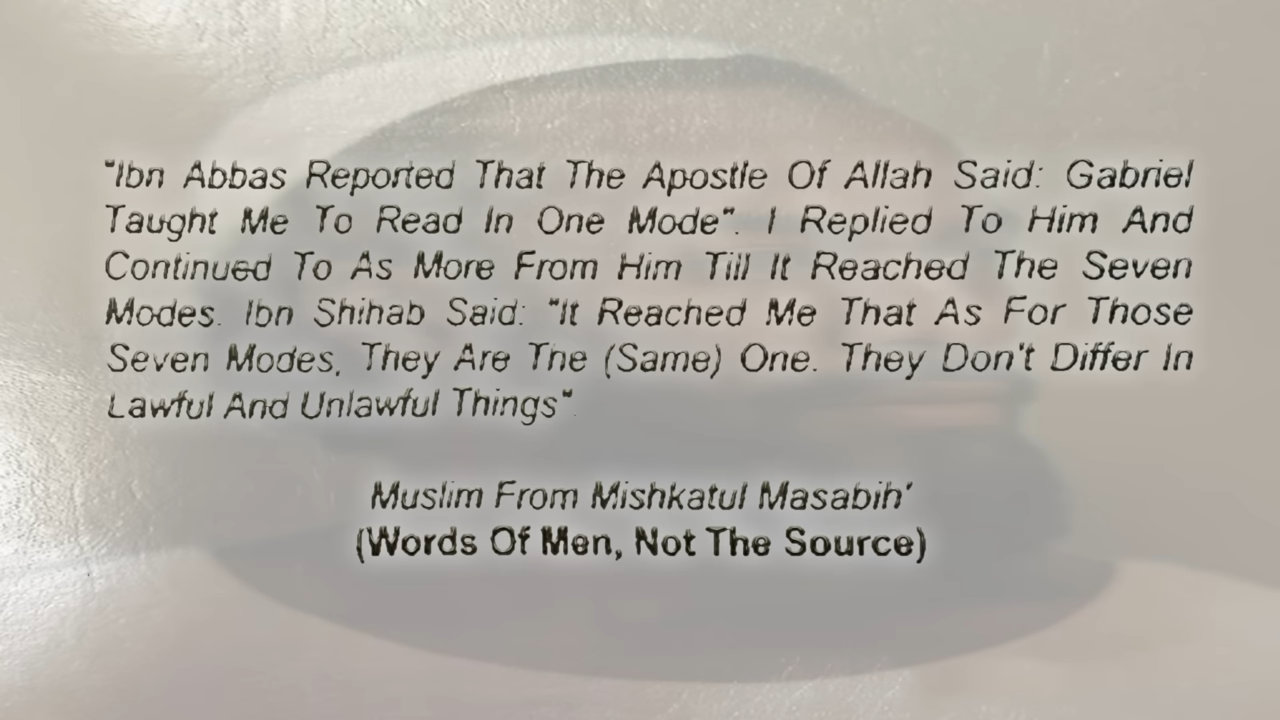 "Ibn Abbas Reported That The Apostle Of Allah Said: Gabriel
Taught Me To Read In One Mode". I Replied To Him And
Continued To As More From Him Till It Reached The Seven
Modes. Ibn Shihab Said: "It Reached Me That As For Those
Seven Modes, They Are The (Same) One. They Don't Differ In
Lawful And Unlawful Things".
Muslim From Mishkatul Masabih'
(Words Of Men, Not The Source)